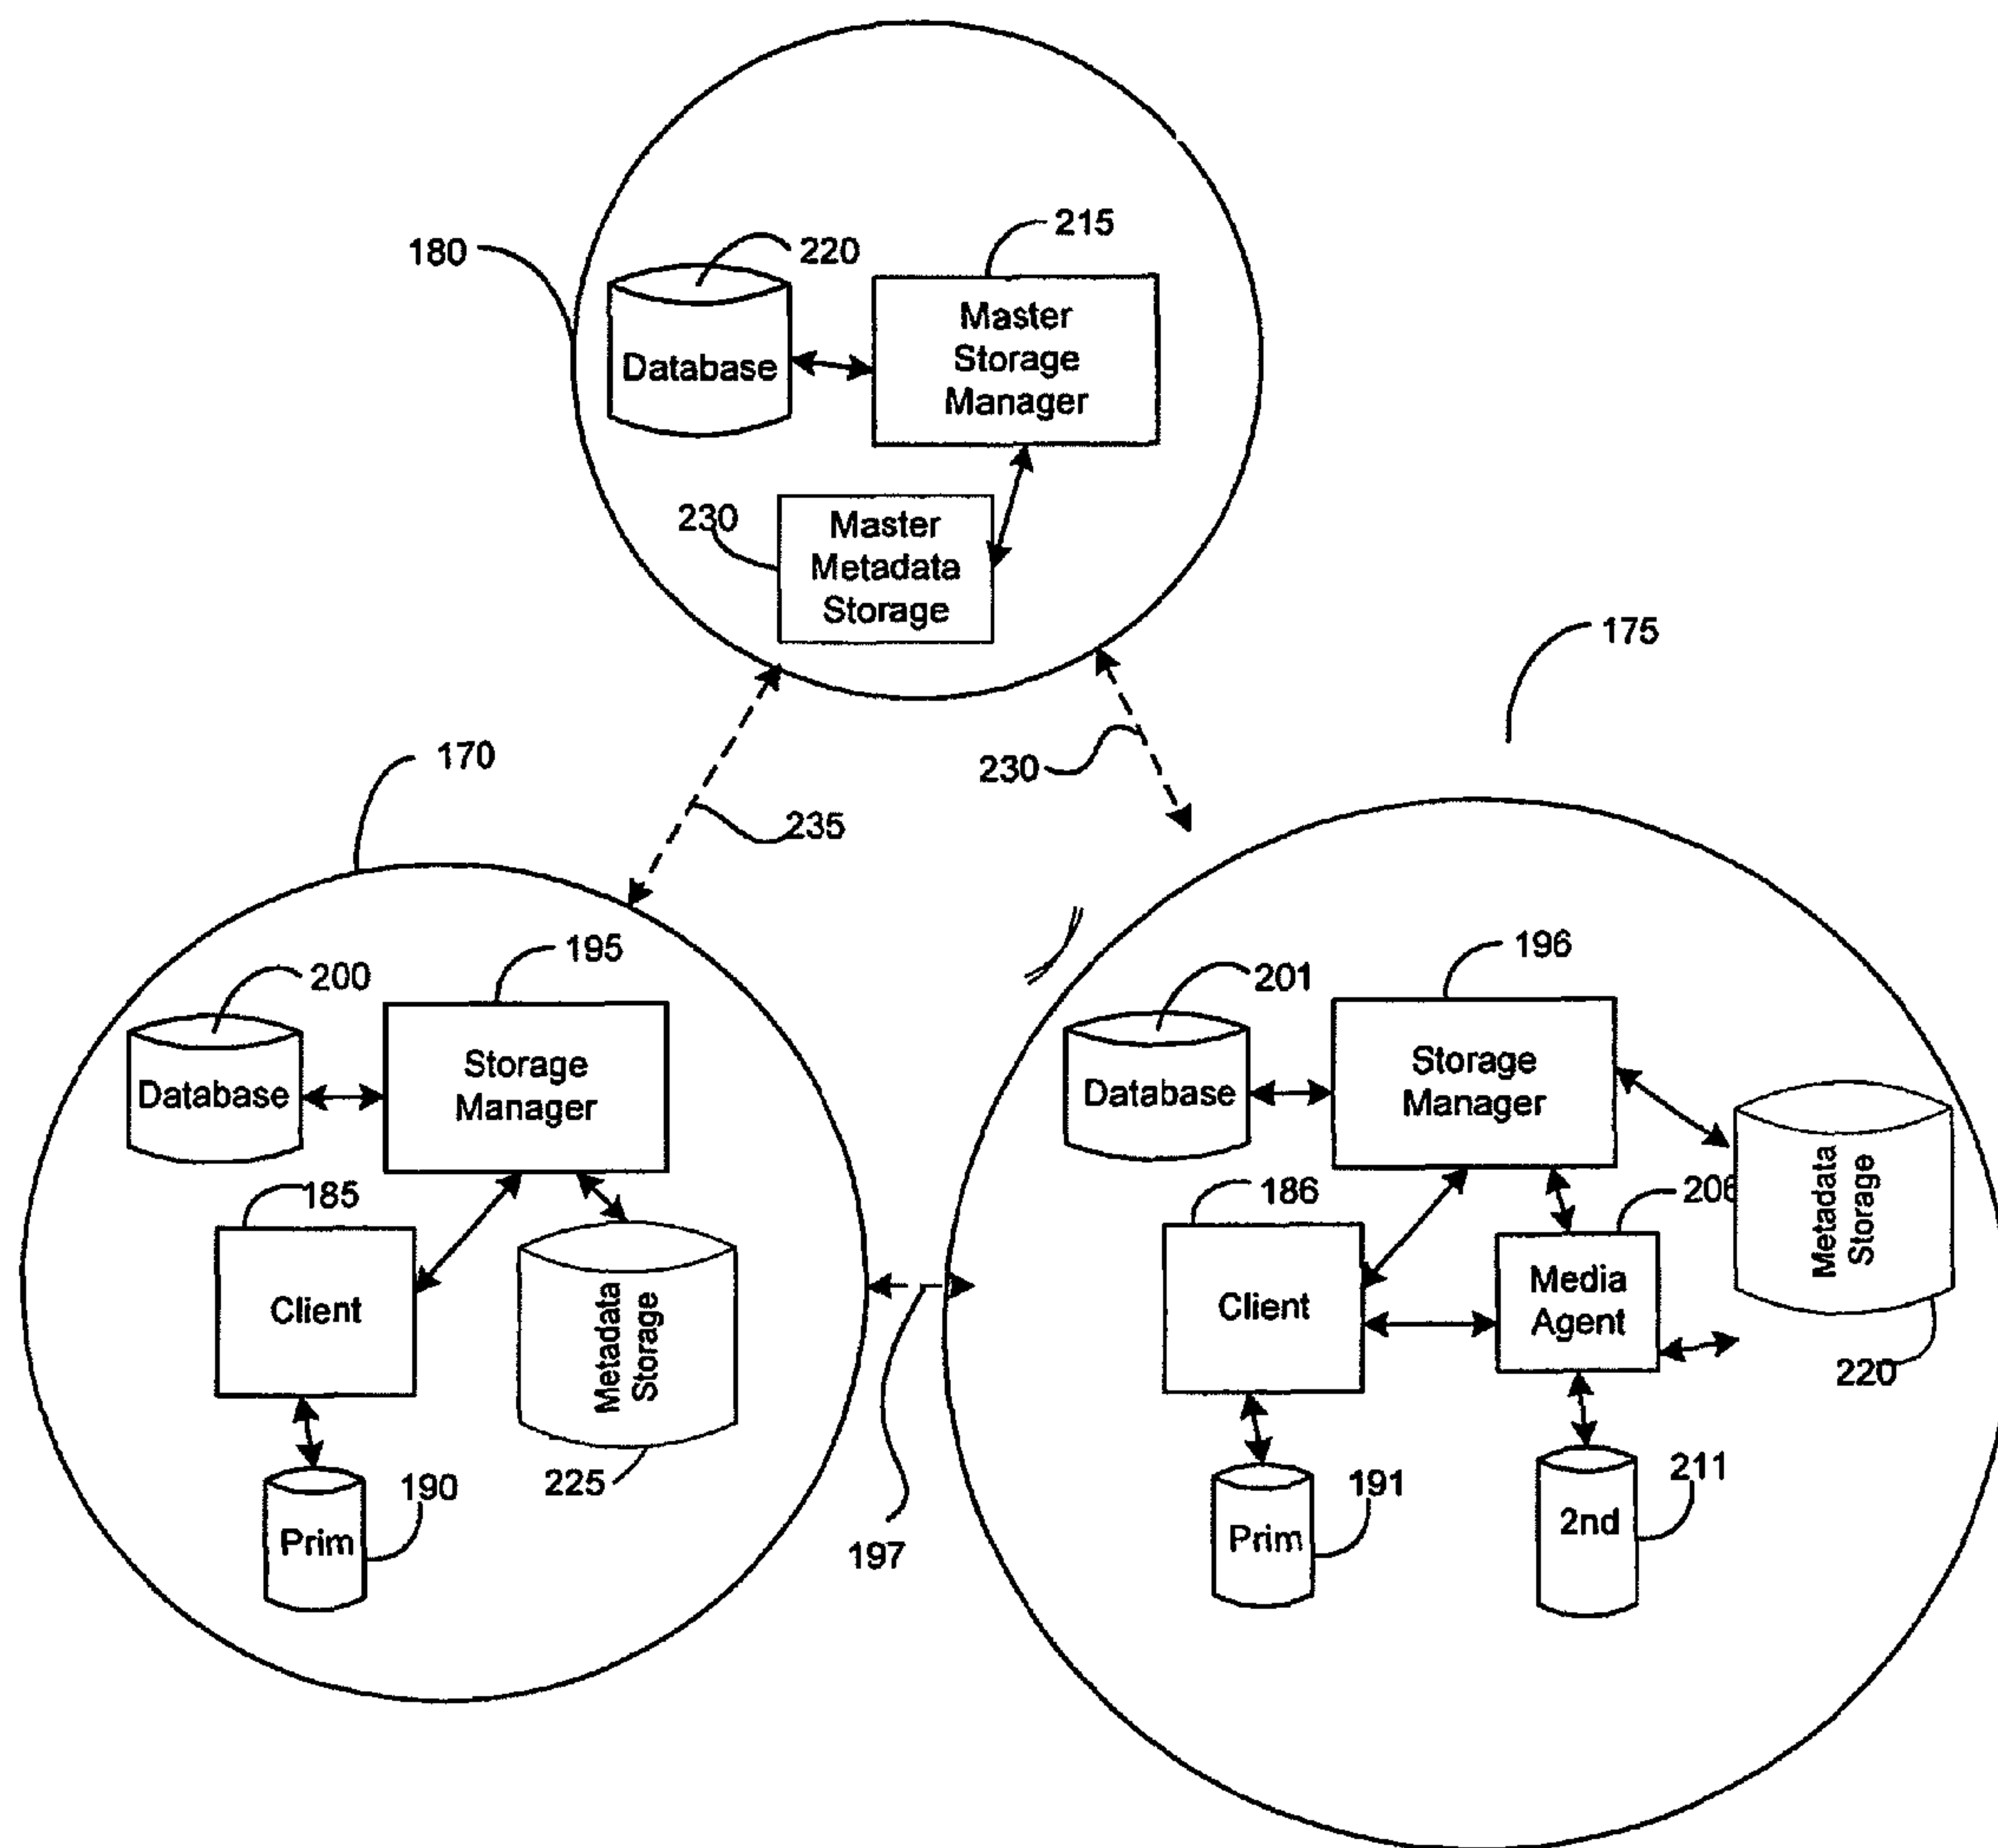 215
180
220
Master
Storage
Manager
Database
230
Master
Metadata
Storage
175
170
230
235
195
196
200
201
Storage
Manager
Storage
Manager
Database
Database
Metadata
Storage
185
186
206
Client
Metadata
Storage
Client
Media
Agent
220
225
190
191
211
Prim
Prim
2nd
197